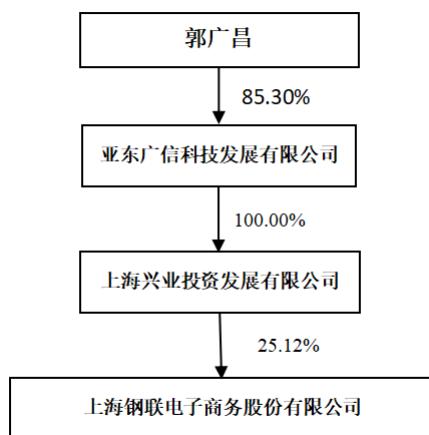 郭广昌
85.30%
亚东广信科技发展有限公司
100.00%
上海兴业投资发展有限公司
25.12%
上海钢联电子商务股份有限公司